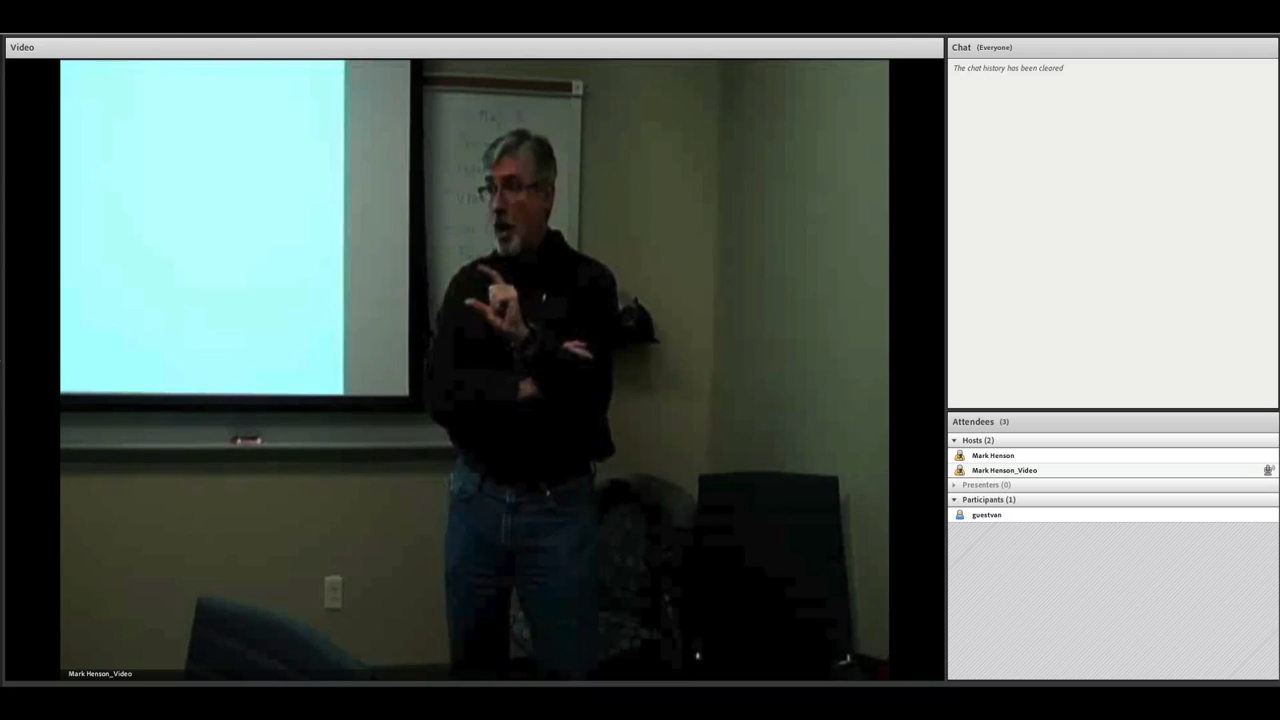 Video
Chat (Everyone)
The chat history has been cleared
Attendees (3)
Hosts (2)
Mark Henson
Mark Henson_Video
Presenters (0)
Participants (1)
guestvan
Mark Henson_Video